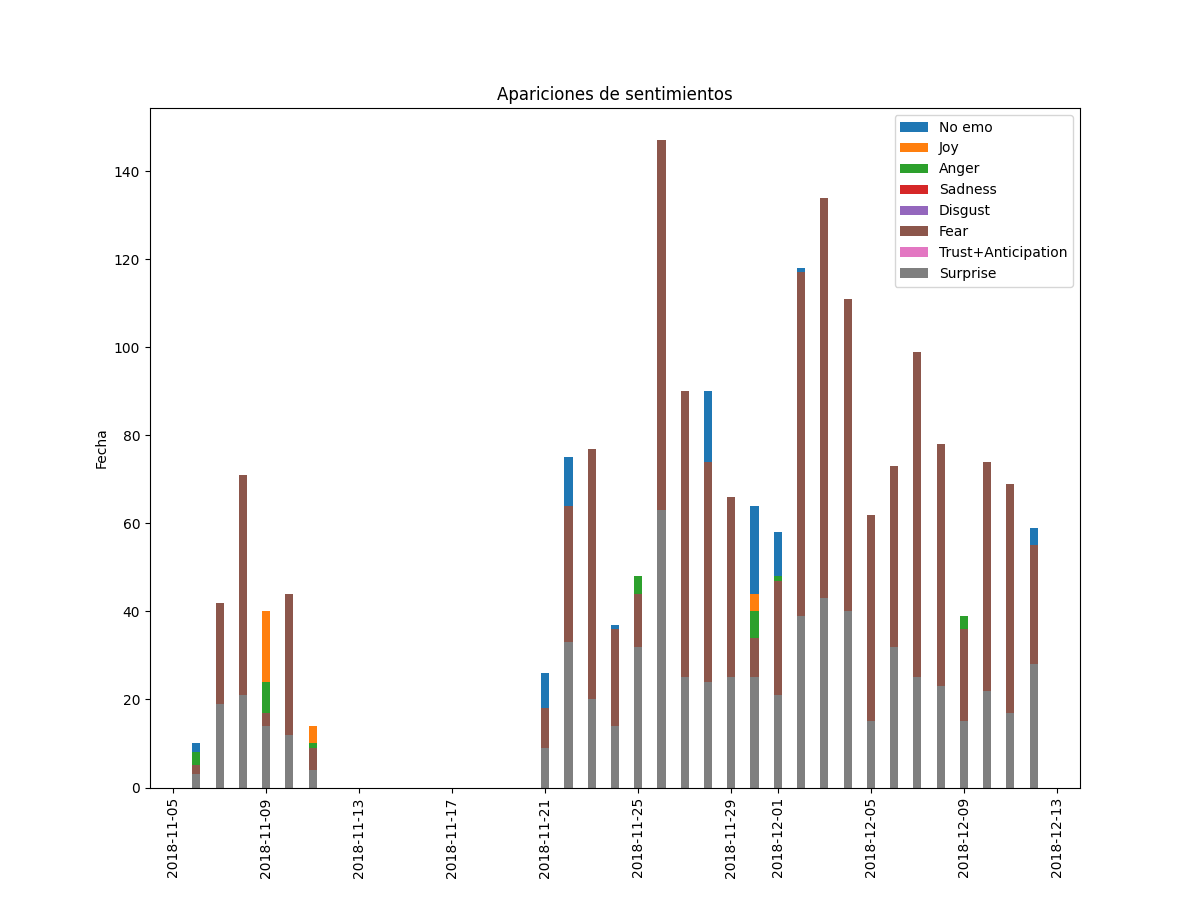 Apariciones de sentimientos
No emo
Joy
Anger
Sadness
Disgust
Fear
Trust+Anticipation
Surprise
Fecha
140
120
100
80
60
40
20
0
2018-11-05
2018-11-09
2018-11-13
2018-11-17
2018-11-21
2018-11-25
2018-11-29
2018-12-01
2018-12-05
2018-12-09
2018-12-13